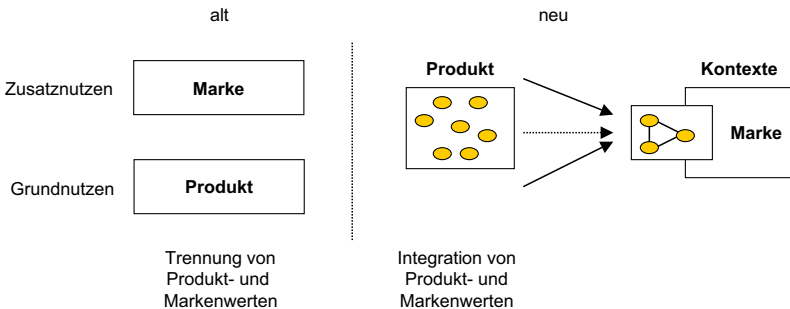 alt
neu
Zusatznutzen
Marke
Grundnutzen
Produkt
Trennung von
Produkt- und
Markenwerten
Produkt
Kontexte
Marke
Integration von
Produkt- und
Markenwerten